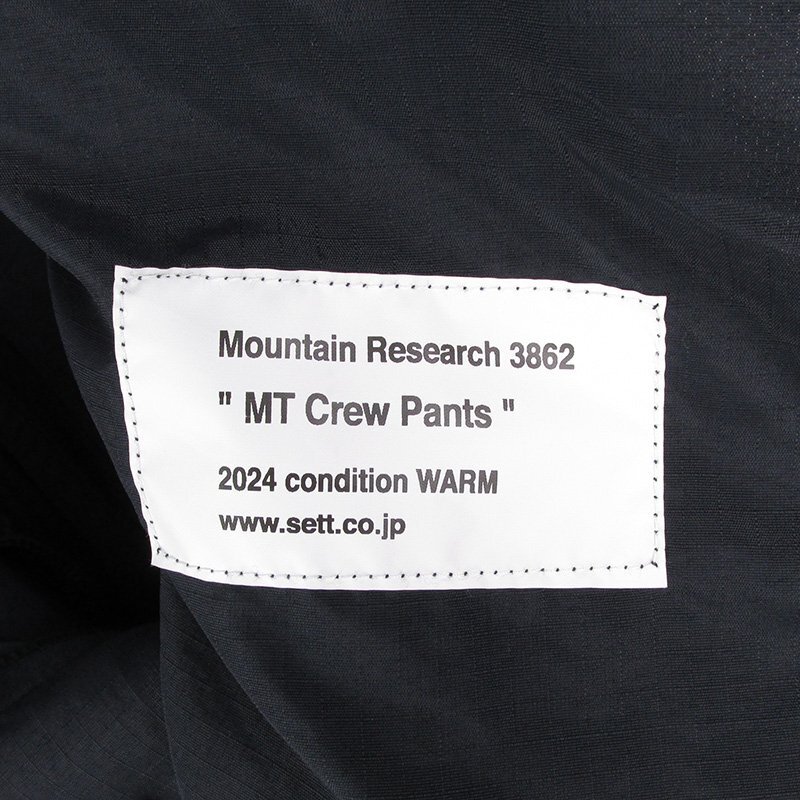 Mountain Research 3862
" MT Crew Pants "
2024 condition WARM
www.sett.co.jp